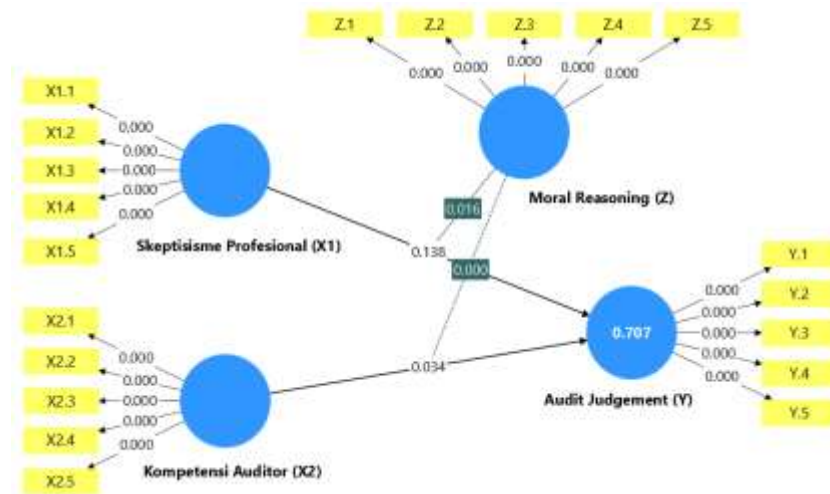 Z.1 Z.2 Z.3 Z.4 Z.5
0.000 0.000 0.000 0.000 0.000
X1.1
X1.2
X1.3
X1.4
X1.5
0.000
0.000
0.000
0.000
0.000
Skeptisisme Profesional (X1)
Moral Reasoning (Z)
0.016
0.138
0.000
0.034
X2.1
X2.2
X2.3
X2.4
X2.5
0.000
0.000
0.000
0.000
0.000
Kompetensi Auditor (X2)
0.707
Audit Judgement (Y)
0.000
0.000
0.000
0.000
0.000
Y.1
Y.2
Y.3
Y.4
Y.5